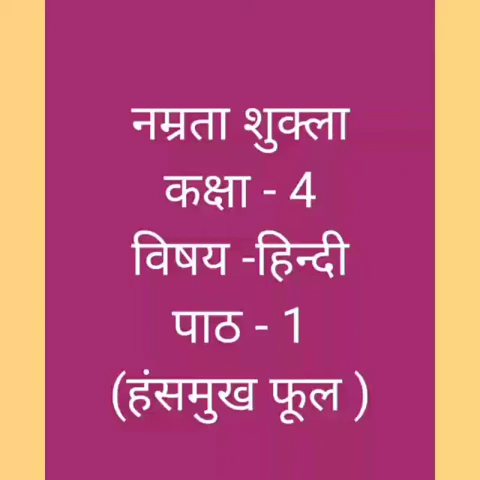 नम्रता शुक्ला
कक्षा - 4
विषय -हिन्दी
पाठ - 1
(हंसमुख फूल )